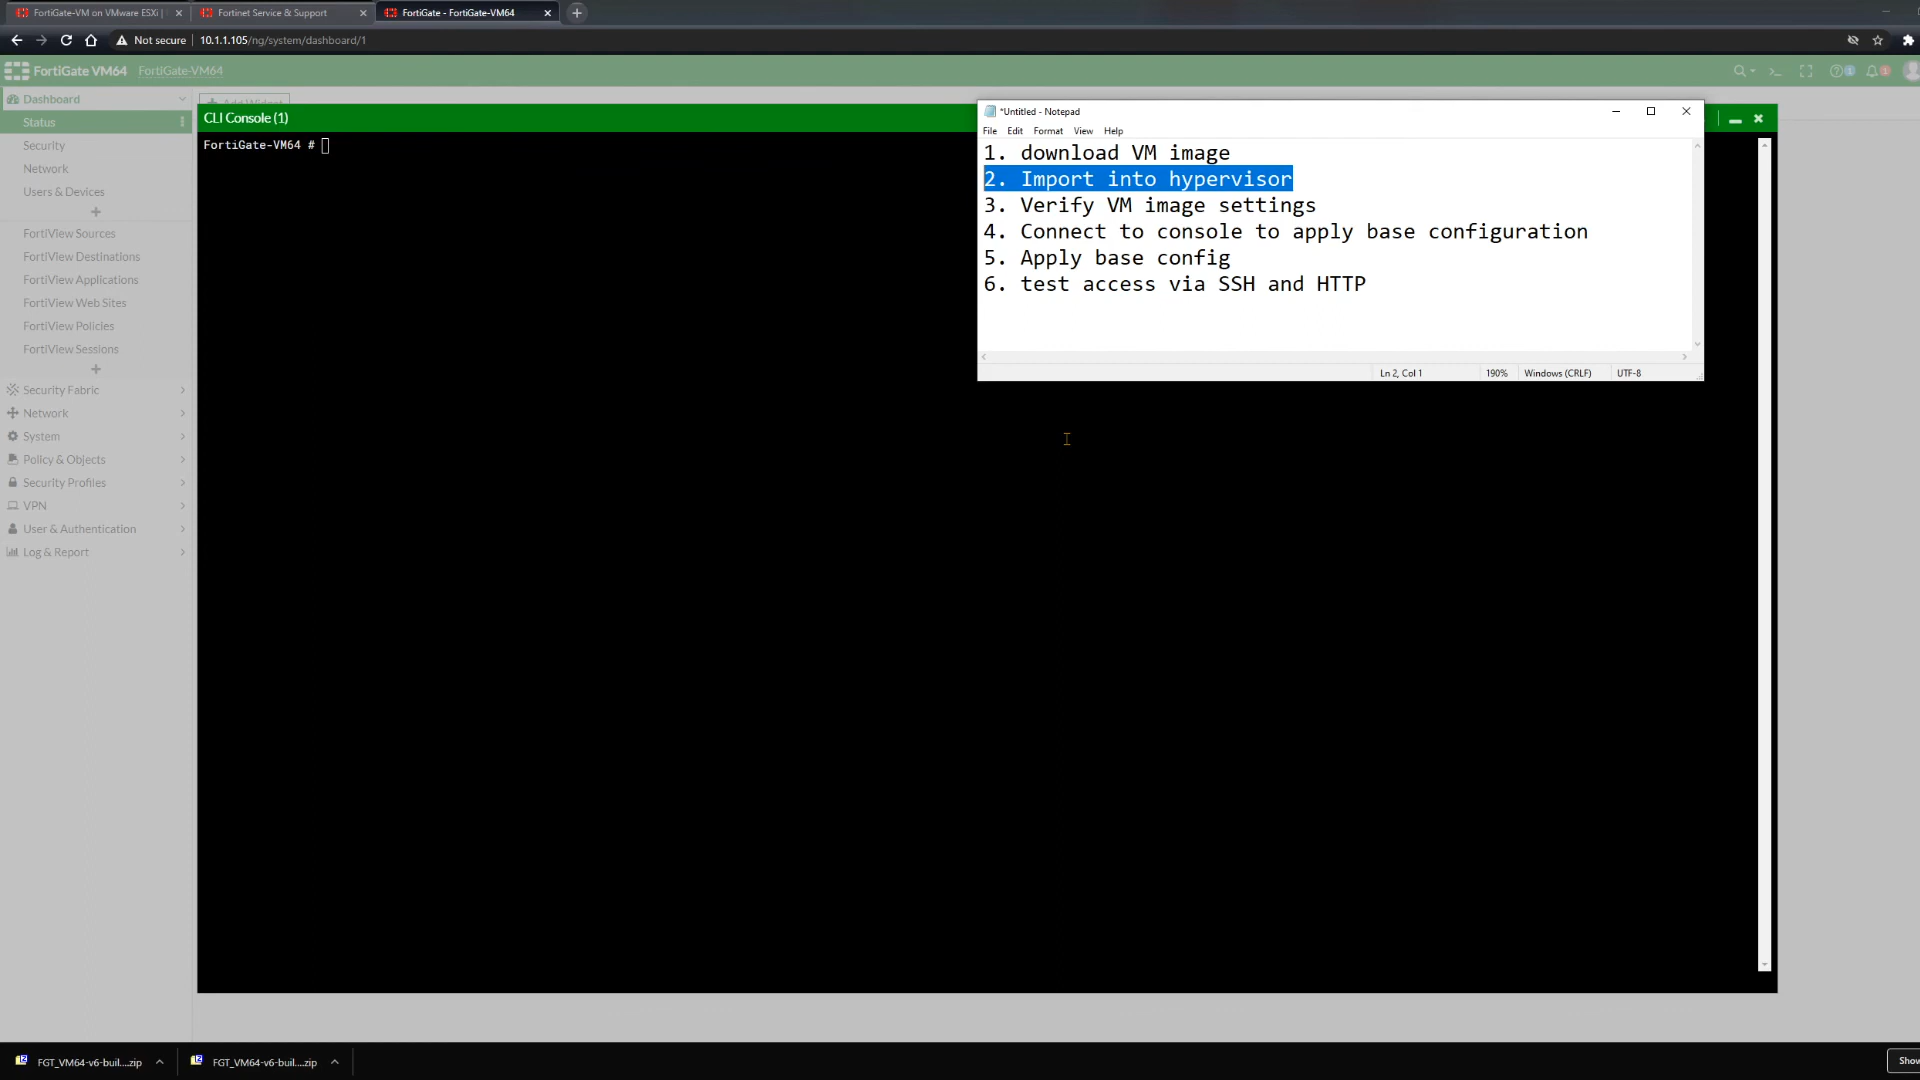 FortiGate-VM on VMware ESXi |
Fortinet Service & Support
FortiGate - FortiGate-VM64
Not secure
10.1.1.105/ng/system/dashboard/1
FortiGate VM64
FortiGate-VM64
Dashboard
Status
Security
Network
Users & Devices
FortiView Sources
FortiView Destinations
FortiView Applications
FortiView Web Sites
FortiView Policies
FortiView Sessions
Security Fabric
Network
System
Policy & Objects
Security Profiles
VPN
User & Authentication
Log & Report
+ Add Widget
CLI Console (1)
FortiGate-VM64 #
*Untitled - Notepad
File Edit Format View Help
1. download VM image
2. Import into hypervisor
3. Verify VM image settings
4. Connect to console to apply base configuration
5. Apply base config
6. test access via SSH and HTTP
Ln 2, Col 1
190%
Windows (CRLF)
UTF-8
FGT_VM64-v6-buil....zip
FGT_VM64-v6-buil....zip
Show